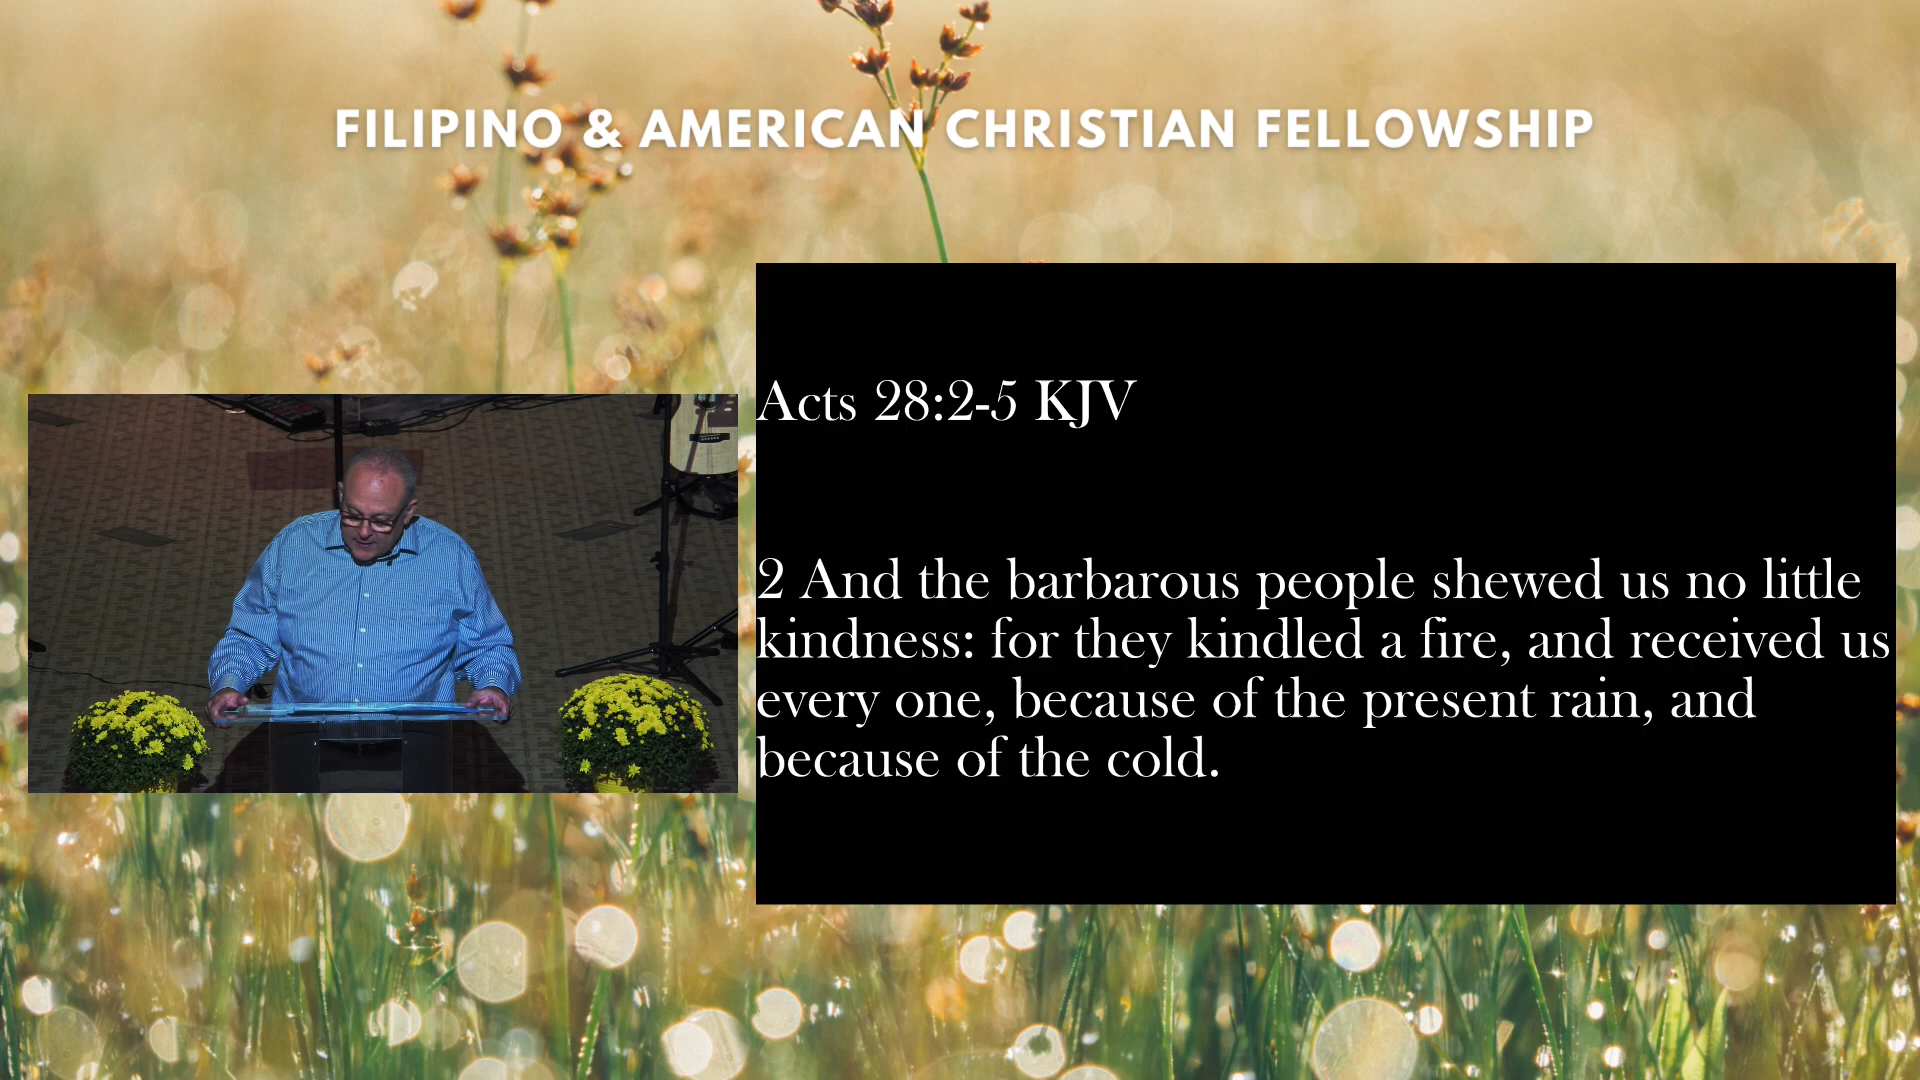 FILIPINO & AMERICAN CHRISTIAN FELLOWSHIP
Acts 28:2-5 KJV
2 And the barbarous people shewed us no little
kindness: for they kindled a fire, and received us
every one, because of the present rain, and
because of the cold.